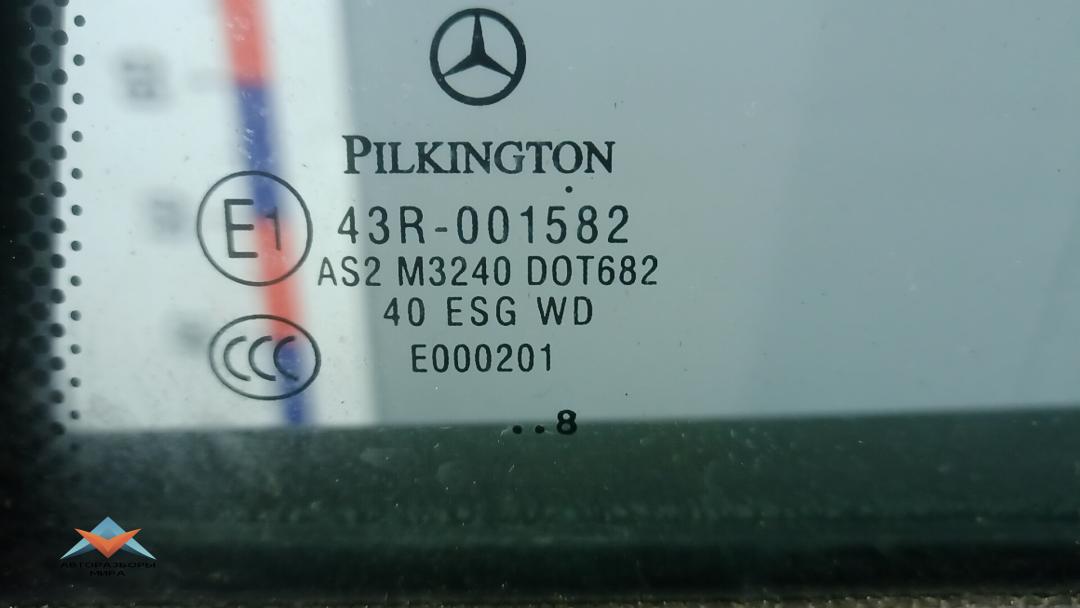 PILKINGTON
E1
43R-001582
AS2 M3240 DOT682
40 ESG WD
CCC
E000201
..8
АВТОРАЗБОРЫ
МИРА